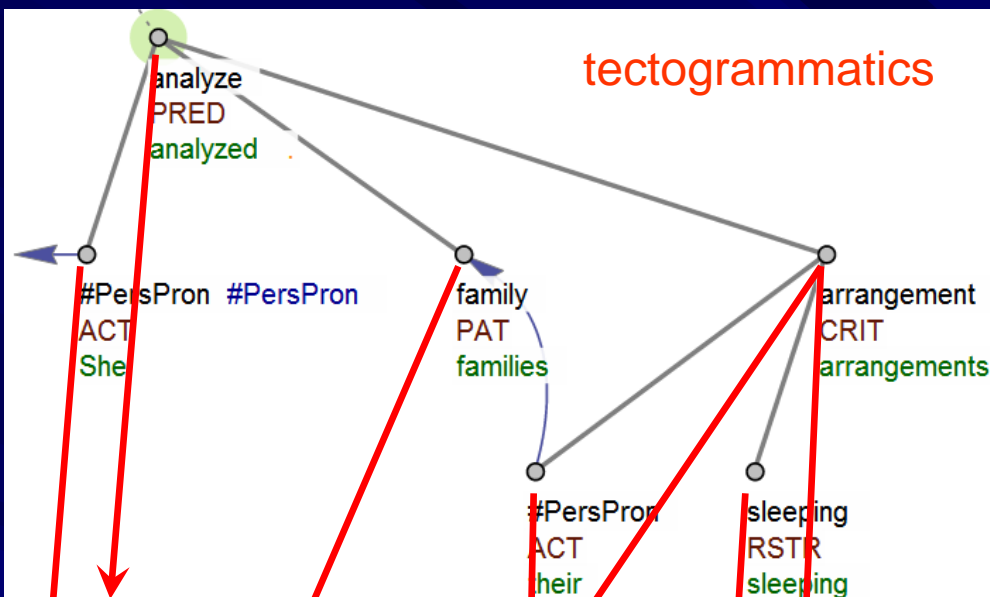 tectogrammatics
analyze
PRED
analyzed .
#PersPron #PersPron
ACT
She
family
PAT
families
arrangement
CRIT
arrangements
#PersPron
ACT
their
sleeping
RSTR
sleeping